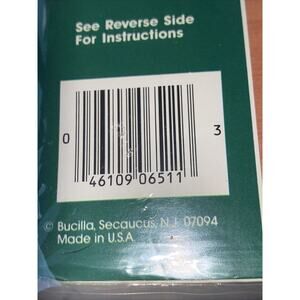 See Reverse Side
For Instructions
0 46109 06511 3
© Bucilla, Secaucus, N.J. 07094
Made in U.S.A